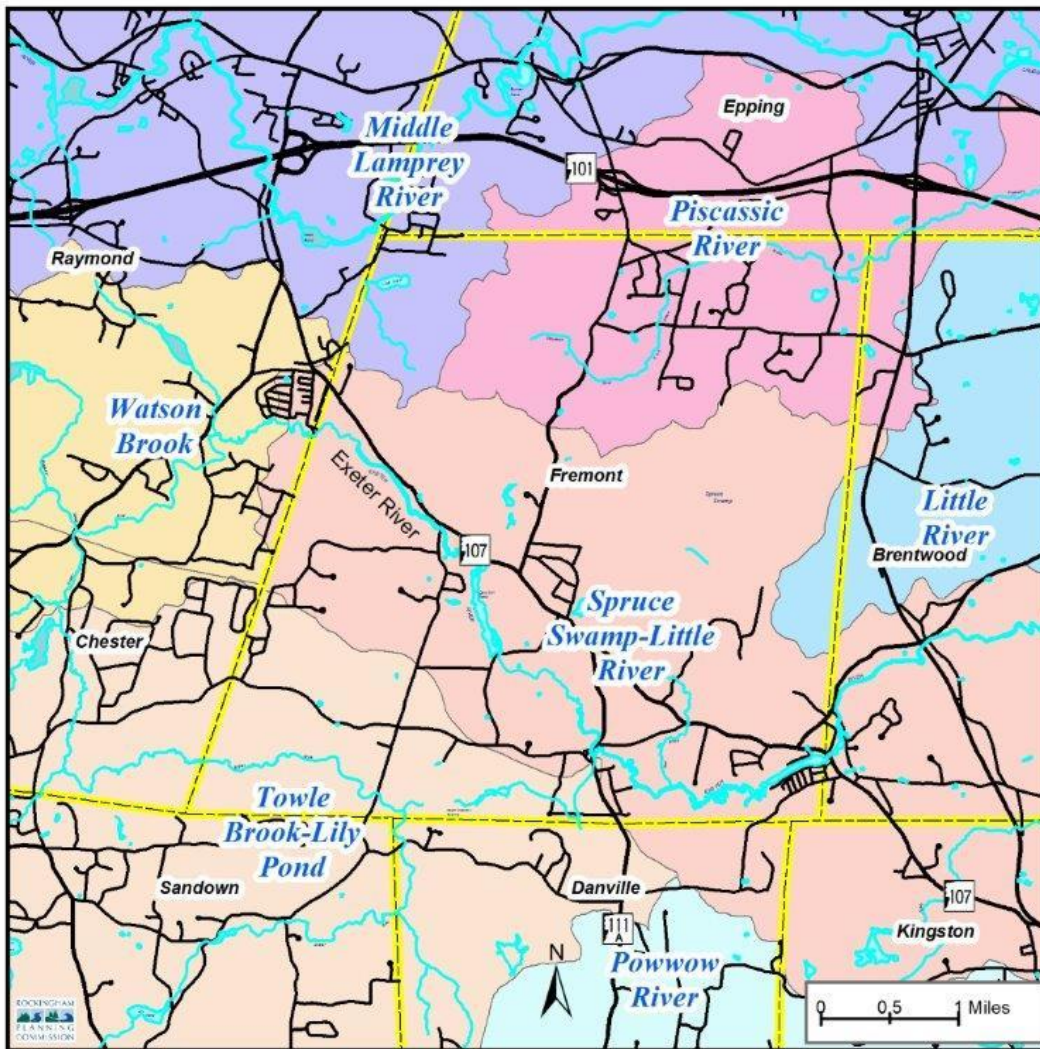 Epping
Middle
Lamprey
River
101
Piscassic
River
Raymond
Watson
Brook
Exeter River
Fremont
Spruce
Swamp
Little
River
Brentwood
107
Spruce
Swamp-Little
River
Chester
Towle
Brook-Lily
Pond
Sandown
Danville
107
Kingston
111
A
N
Powwow
River
0 0.5 1 Miles
ROCKINGHAM
PLANNING
COMMISSION